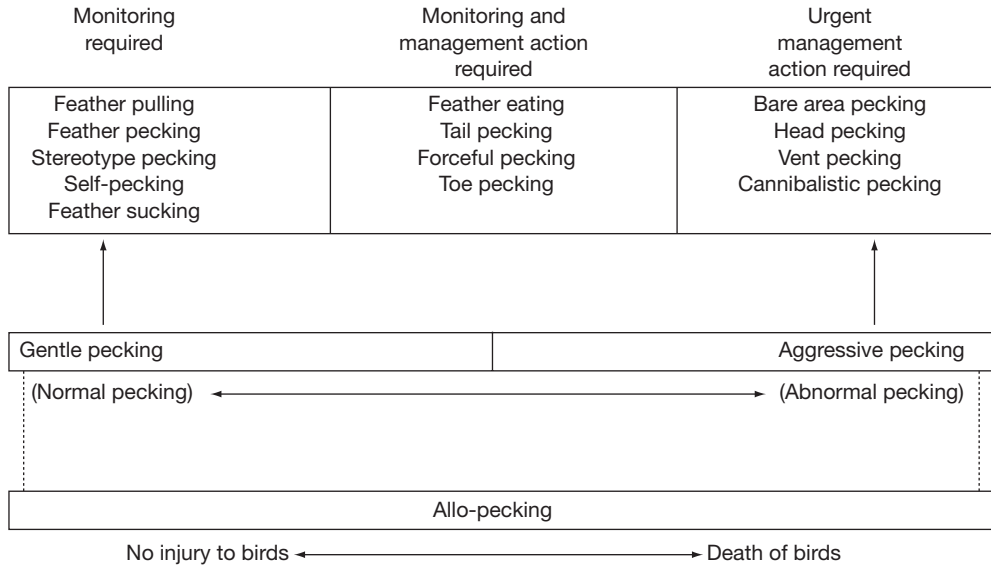 Monitoring
required
Monitoring and
management action
required
Urgent
management
action required
Feather pulling
Feather pecking
Stereotype pecking
Self-pecking
Feather sucking
Feather eating
Tail pecking
Forceful pecking
Toe pecking
Bare area pecking
Head pecking
Vent pecking
Cannibalistic pecking
Gentle pecking
Aggressive pecking
(Normal pecking)
(Abnormal pecking)
Allo-pecking
No injury to birds
Death of birds